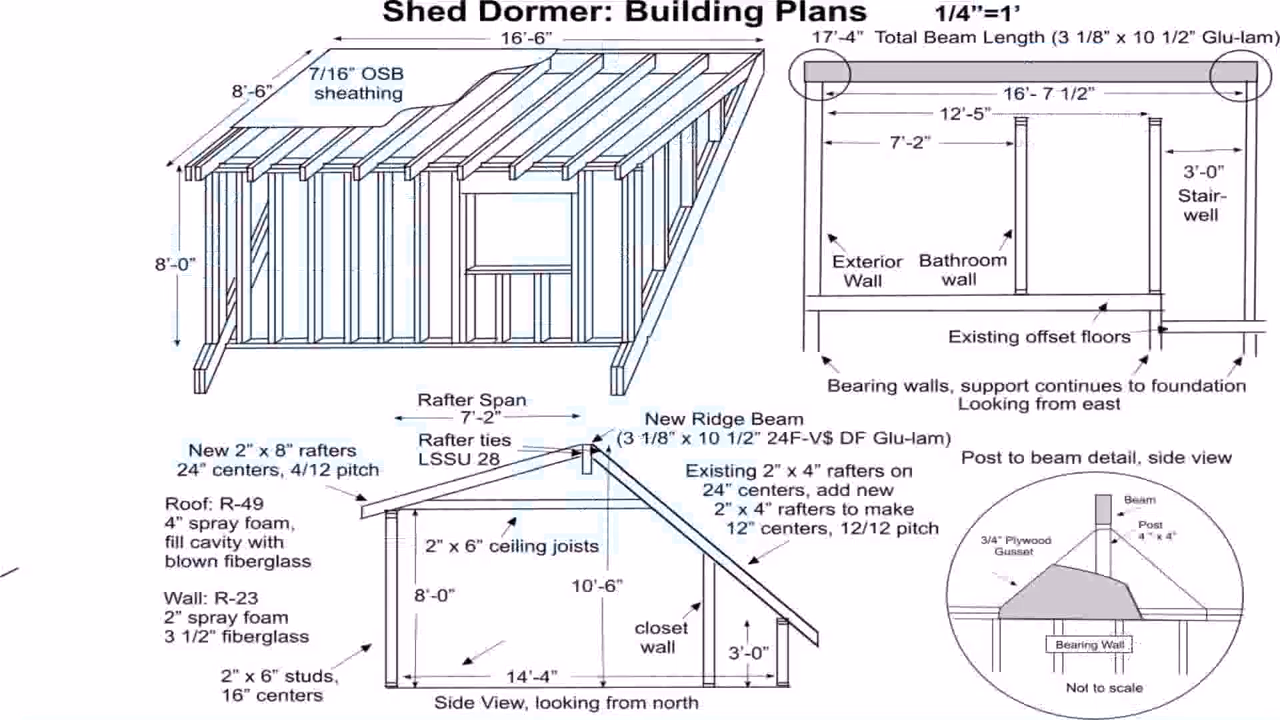 Shed Dormer: Building Plans
1/4”=1’
16’-6”
17’-4” Total Beam Length (3 1/8” x 10 1/2” Glu-lam)
7/16” OSB
sheathing
8’-6”
8’-0”
16’- 7 1/2”
12’-5”
7’-2”
3’-0”
Stair-
well
Exterior
Wall
Bathroom
wall
Existing offset floors
Bearing walls, support continues to foundation
Looking from east
Rafter Span
7’-2”
Rafter ties
LSSU 28
New Ridge Beam
(3 1/8” x 10 1/2” 24F-V$ DF Glu-lam)
New 2” x 8” rafters
24” centers, 4/12 pitch
Roof: R-49
4” spray foam,
fill cavity with
blown fiberglass
Wall: R-23
2” spray foam
3 1/2” fiberglass
2” x 6” studs,
16” centers
2” x 6” ceiling joists
8’-0”
10’-6”
Existing 2” x 4” rafters on
24” centers, add new
2” x 4” rafters to make
12” centers, 12/12 pitch
closet
wall
3’-0”
14’-4”
Side View, looking from north
Post to beam detail, side view
Beam
Post
4 ” x 4”
3/4” Plywood
Gusset
Bearing Wall
Not to scale